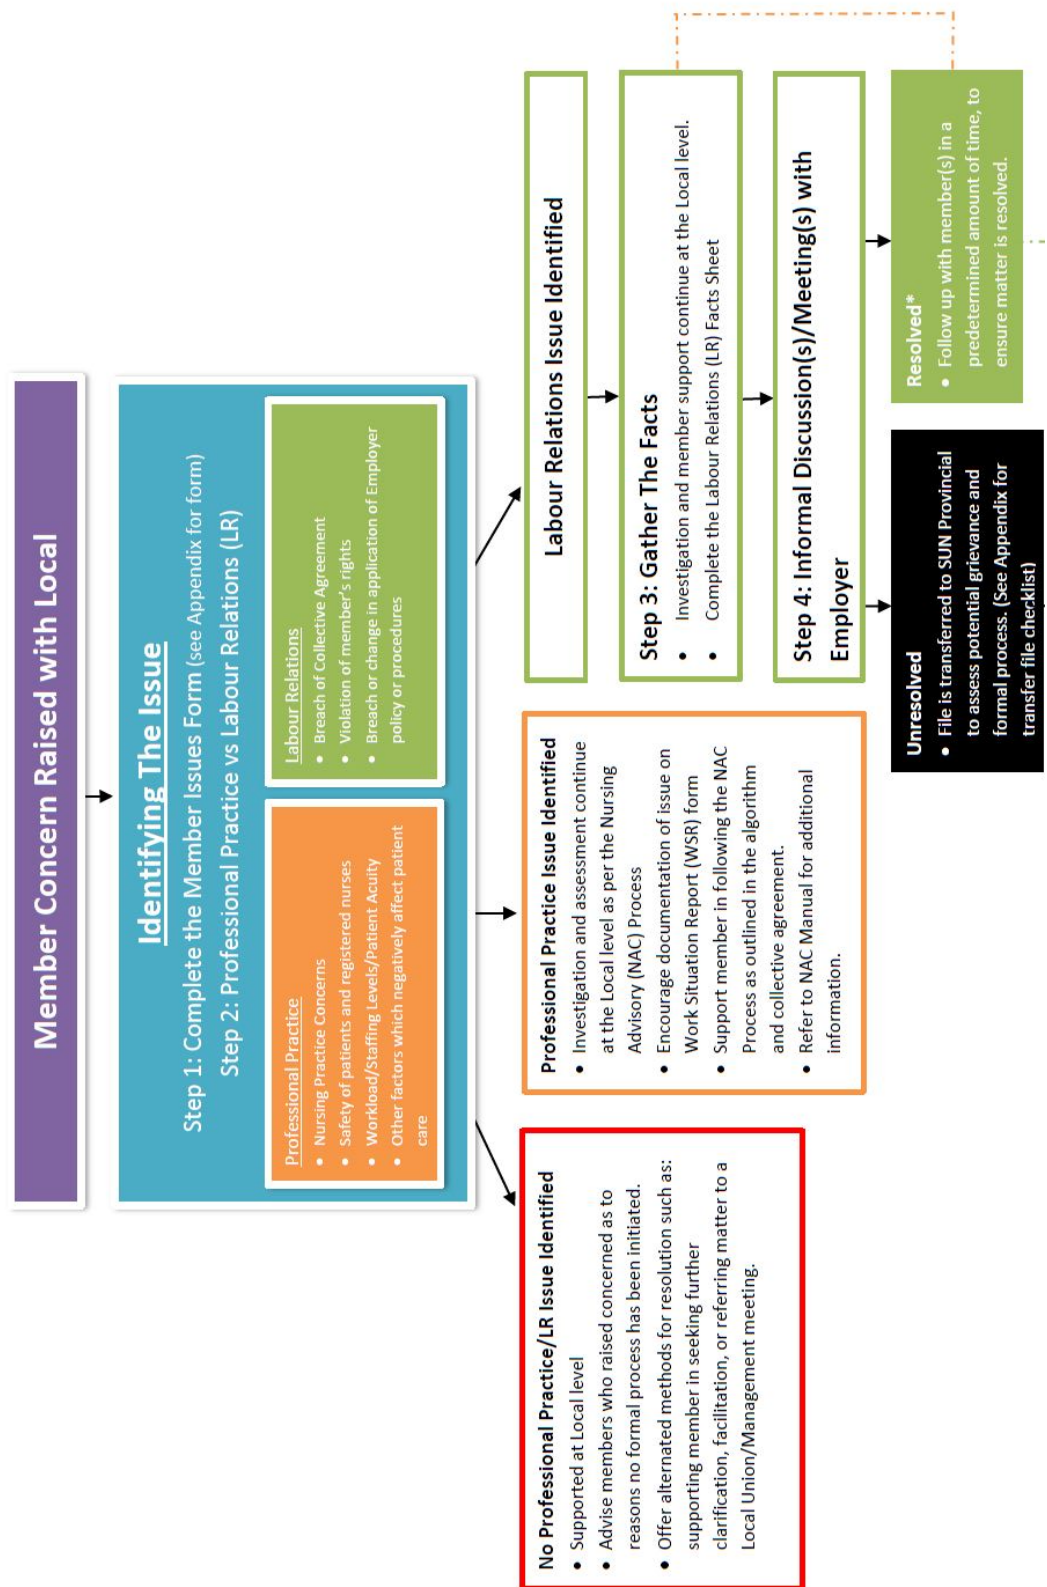 Member Concern Raised with Local
Identifying The Issue
Step 1: Complete the Member Issues Form (see Appendix for form)
Step 2: Professional Practice vs Labour Relations (LR)
Professional Practice
• Nursing Practice Concerns
• Safety of patients and registered nurses
• Workload/Staffing Levels/Patient Acuity
• Other factors which negatively affect patient
care
Labour Relations
• Breach of Collective Agreement
• Violation of member's rights
• Breach or change in application of Employer
policy or procedures
No Professional Practice/LR Issue Identified
• Supported at Local level
• Advise members who raised concerned as to
reasons no formal process has been initiated.
• Offer alternated methods for resolution such as:
supporting member in seeking further
clarification, facilitation, or referring matter to a
Local Union/Management meeting.
Professional Practice Issue Identified
• Investigation and assessment continue
at the Local level as per the Nursing
Advisory (NAC) Process
• Encourage documentation of issue on
Work Situation Report (WSR) form
• Support member in following the NAC
Process as outlined in the algorithm
and collective agreement.
• Refer to NAC Manual for additional
information.
Labour Relations Issue Identified
Step 3: Gather The Facts
• Investigation and member support continue at the Local level.
• Complete the Labour Relations (LR) Facts Sheet
Step 4: Informal Discussion(s)/Meeting(s) with
Employer
Unresolved
• File is transferred to SUN Provincial
to assess potential grievance and
formal process. (See Appendix for
transfer file checklist)
Resolved*
• Follow up with member(s) in a
predetermined amount of time, to
ensure matter is resolved.